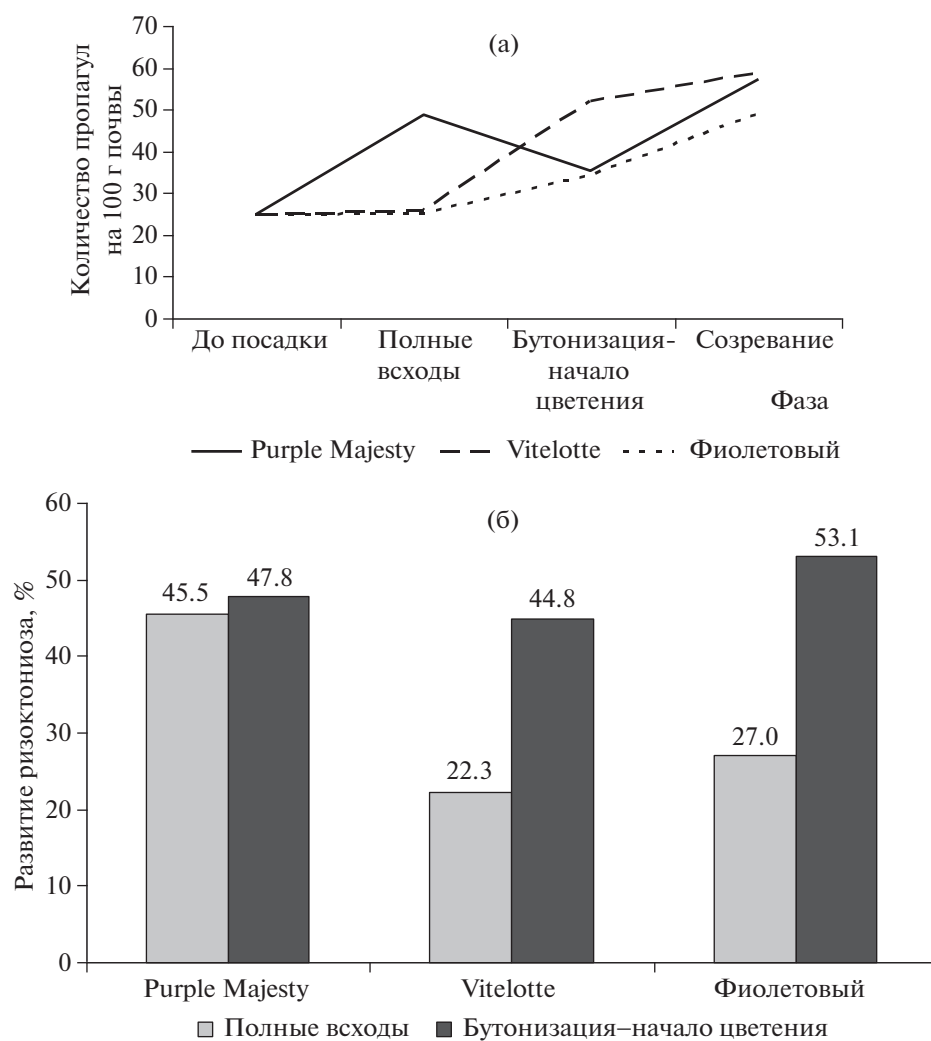 (а)
Количество пропагул
на 100 г почвы
70
60
50
40
30
20
10
0
До посадки Полные Бутонизация- Созревание
всходы начало
цветения Фаза
Purple Majesty Vitelotte Фиолетовый
(б)
Развитие ризоктониоза, %
60
50
40
30
20
10
0
45.5 47.8 22.3 44.8 27.0 53.1
Purple Majesty Vitelotte Фиолетовый
Полные всходы Бутонизация–начало цветения